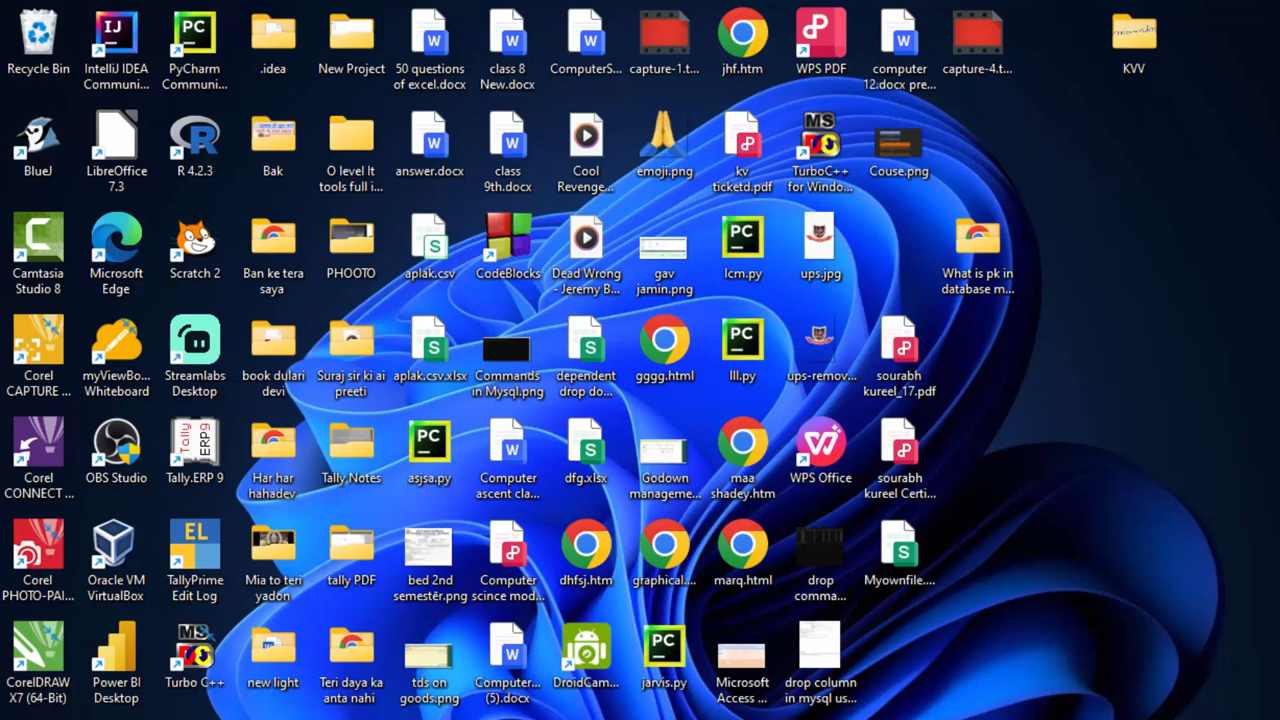 Recycle Bin
IntelliJ IDEA
Communi...
PyCharm
Communi...
.idea
New Project
50 questions
of excel.docx
class 8
New.docx
ComputerS...
capture-1.t...
jhf.htm
WPS PDF
computer
12.docx pre...
capture-4.t...
KVV
BlueJ
LibreOffice
7.3
R 4.2.3
Bak
O level It
tools full i...
answer.docx
class
9th.docx
Cool
Revenge...
emoji.png
kv
ticketd.pdf
TurboC++
for Windo...
Couse.png
Camtasia
Studio 8
Microsoft
Edge
Scratch 2
Ban ke tera
saya
PHOOTO
aplak.csv
CodeBlocks
Dead Wrong
- Jeremy B...
gav
jamin.png
lcm.py
ups.jpg
What is pk in
database m...
Corel
CAPTURE ...
myViewBo...
Whiteboard
Streamlabs
Desktop
book dulari
devi
Suraj sir ki ai
preeti
aplak.csv.xlsx
Commands
in Mysql.png
dependent
drop do...
gggg.html
lll.py
ups-remov...
sourabh
kureel_17.pdf
Corel
CONNECT ...
OBS Studio
Tally.ERP 9
Har har
hahadev
Tally Notes
asjsa.py
Computer
ascent cla...
dfg.xlsx
Godown
manageme...
maa
shadey.htm
WPS Office
sourabh
kureel Certi...
Corel
PHOTO-PAI...
Oracle VM
VirtualBox
TallyPrime
Edit Log
Mia to teri
yadon
tally PDF
bed 2nd
semester.png
Computer
scince mod...
dhfsj.htm
graphical....
marq.html
drop
comma...
Myownfile....
CorelDRAW
X7 (64-Bit)
Power BI
Desktop
Turbo C++
new light
Teri daya ka
anta nahi
tds on
goods.png
Computer...
(5).docx
DroidCam...
jarvis.py
Microsoft
Access ...
drop column
in mysql us...